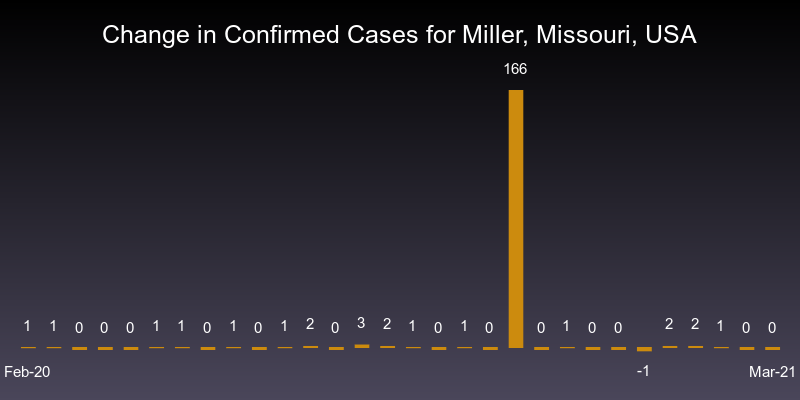 Change in Confirmed Cases for Miller, Missouri, USA
166
1 1 0 0 0 1 1 0 1 0 1 2 0 3 2 1 0 1 0 0 1 0 0 2 2 1 0 0
-1
Feb-20 Mar-21